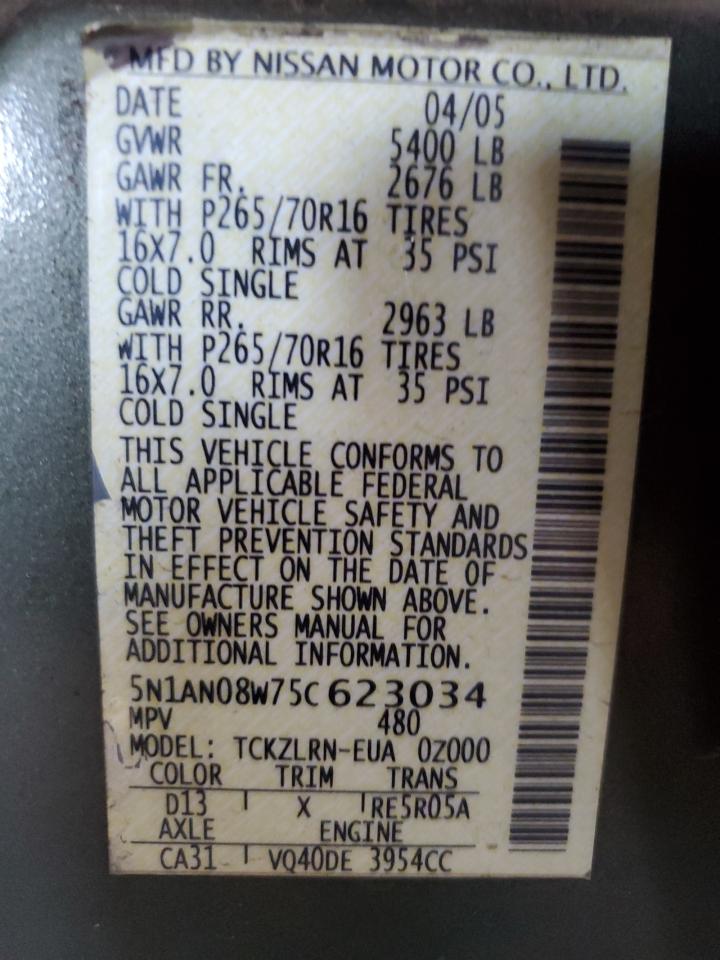 MFD BY NISSAN MOTOR CO., LTD.
DATE 04/05
GVWR 5400 LB
GAWR FR. 2676 LB
WITH P265/70R16 TIRES
16X7.0 RIMS AT 35 PSI
COLD SINGLE
GAWR RR. 2963 LB
WITH P265/70R16 TIRES
16X7.0 RIMS AT 35 PSI
COLD SINGLE
THIS VEHICLE CONFORMS TO
ALL APPLICABLE FEDERAL
MOTOR VEHICLE SAFETY AND
THEFT PREVENTION STANDARDS
IN EFFECT ON THE DATE OF
MANUFACTURE SHOWN ABOVE.
SEE OWNERS MANUAL FOR
ADDITIONAL INFORMATION.
5N1AN08W75C623034
MPV 480
MODEL: TCKZLRN-EUA 0Z000
COLOR TRIM TRANS
D13 X RE5R05A
AXLE ENGINE
CA31 VQ40DE 3954CC